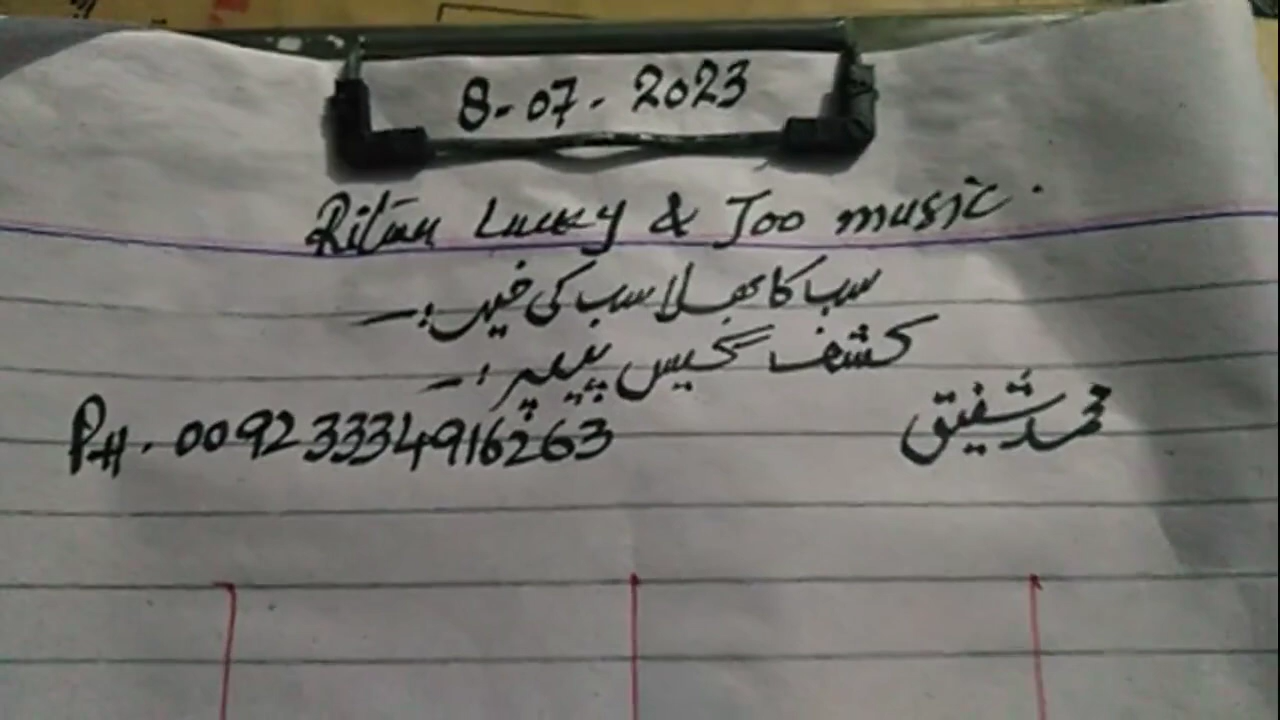 8-07-2023
Ritau Lucky & Joo music.
سب کا بھلا سب کی خیر :-
کشف گیس پیپر :-
محمد شفیق
PH. 00923334916263